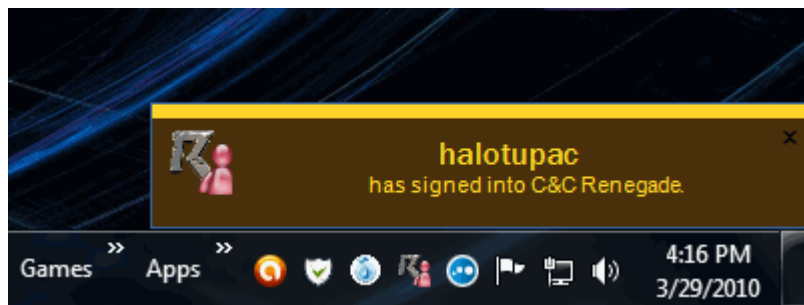 halotupac
has signed into C&C Renegade.
Games » Apps » 4:16 PM
3/29/2010